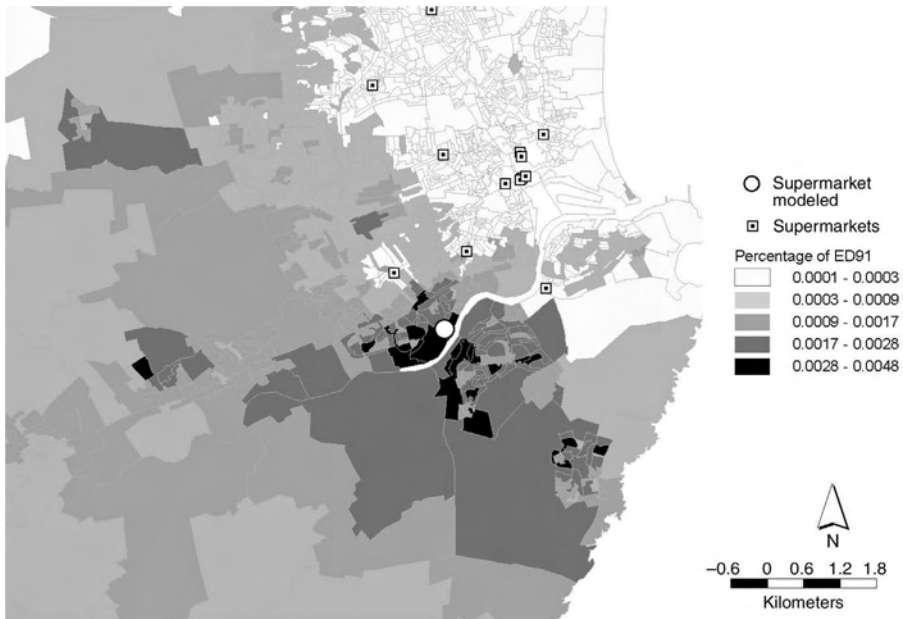 Supermarket
modeled
Supermarkets
Percentage of ED91
0.0001 - 0.0003
0.0003 - 0.0009
0.0009 - 0.0017
0.0017 - 0.0028
0.0028 - 0.0048
N
−0.6 0 0.6 1.2 1.8
Kilometers